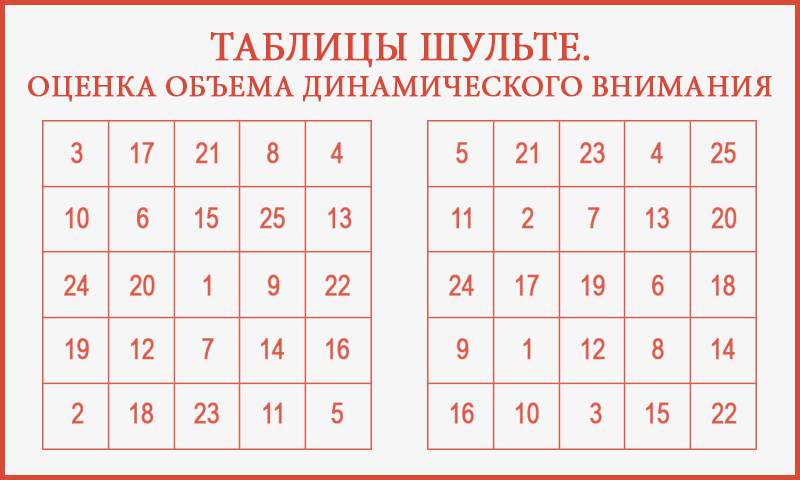 ТАБЛИЦЫ ШУЛЬТЕ.
ОЦЕНКА ОБЪЕМА ДИНАМИЧЕСКОГО ВНИМАНИЯ
3 17 21 8 4
10 6 15 25 13
24 20 1 9 22
19 12 7 14 16
2 18 23 11 5
5 21 23 4 25
11 2 7 13 20
24 17 19 6 18
9 1 12 8 14
16 10 3 15 22